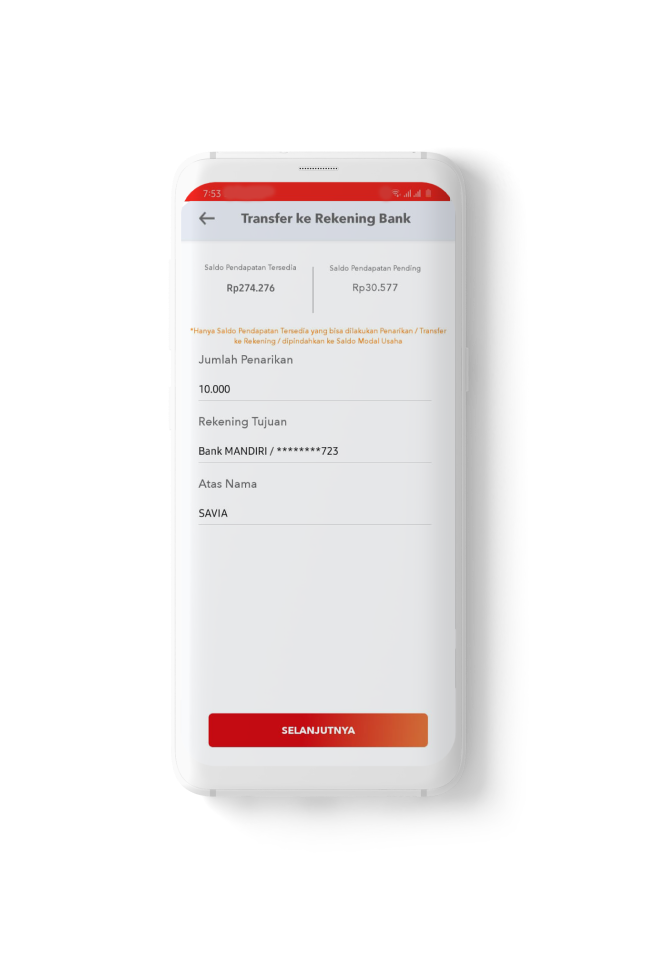 7:53
Transfer ke Rekening Bank
Saldo Pendapatan Tersedia
Saldo Pendapatan Pending
Rp274.276
Rp30.577
*Hanya Saldo Pendapatan Tersedia yang bisa dilakukan Penarikan / Transfer
ke Rekening / dipindahkan ke Saldo Modal Usaha
Jumlah Penarikan
10.000
Rekening Tujuan
Bank MANDIRI / ********723
Atas Nama
SAVIA
SELANJUTNYA